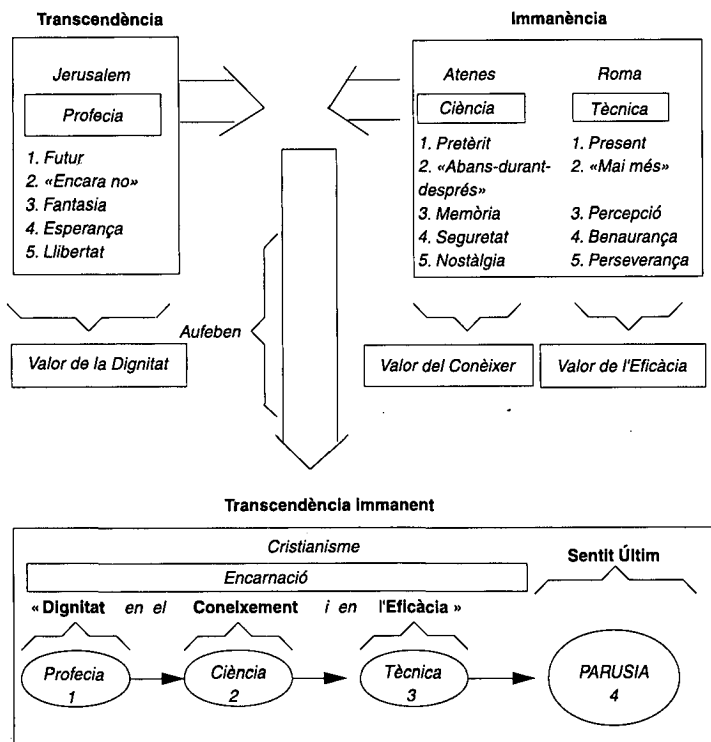 Transcendència
Immanència
Jerusalem
Profecia
1. Futur
2. «Encara no»
3. Fantasia
4. Esperança
5. Llibertat
Atenes
Ciència
1. Pretèrit
2. «Abans-durant-
després»
3. Memòria
4. Seguretat
5. Nostàlgia
Roma
Tècnica
1. Present
2. «Mai més»
3. Percepció
4. Benaurança
5. Perseverança
Aufeben
Valor de la Dignitat
Valor del Conèixer
Valor de l'Eficàcia
Transcendència Immanent
Cristianisme
Sentit Últim
Encarnació
« Dignitat en el Coneixement i en l'Eficàcia »
Profecia
1
Ciència
2
Tècnica
3
PARUSIA
4